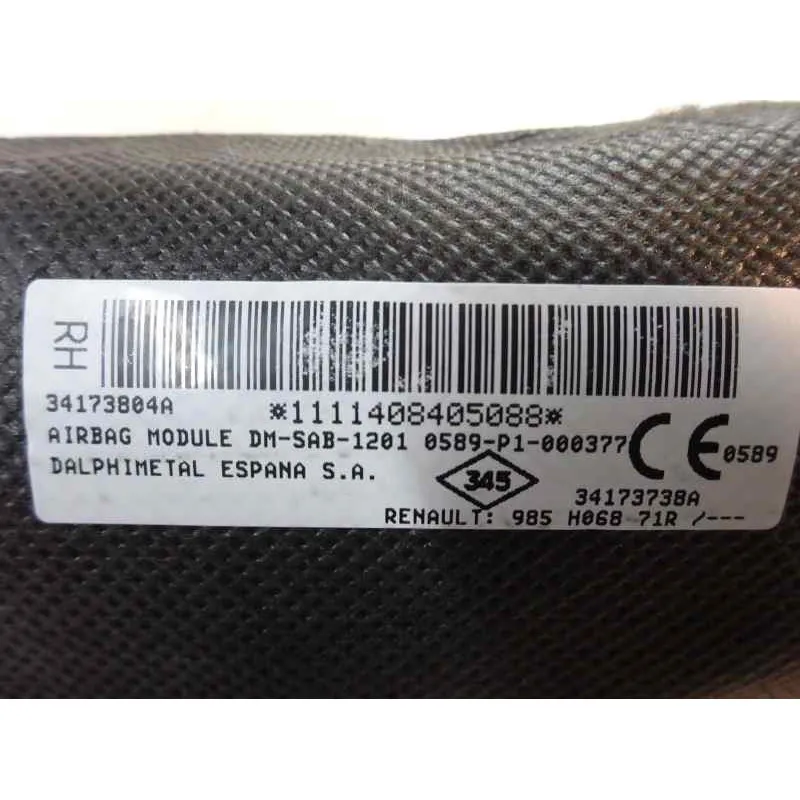 RH
34173804A
*1111408405088*
AIRBAG MODULE DM-SAB-1201 0589-P1-000377
CE 0589
DALPHIMETAL ESPANA S.A.
345
34173738A
RENAULT: 985 H068 71R /---